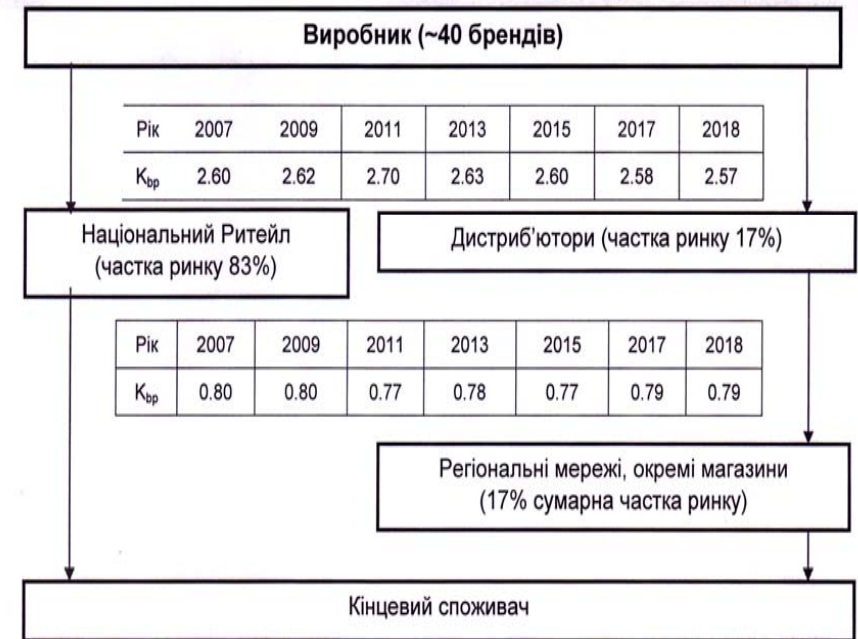 Виробник (~40 брендів)
Рік 2007 2009 2011 2013 2015 2017 2018
Kbp 2.60 2.62 2.70 2.63 2.60 2.58 2.57
Національний Ритейл
(частка ринку 83%)
Дистриб'ютори (частка ринку 17%)
Рік 2007 2009 2011 2013 2015 2017 2018
Kbp 0.80 0.80 0.77 0.78 0.77 0.79 0.79
Регіональні мережі, окремі магазини
(17% сумарна частка ринку)
Кінцевий споживач